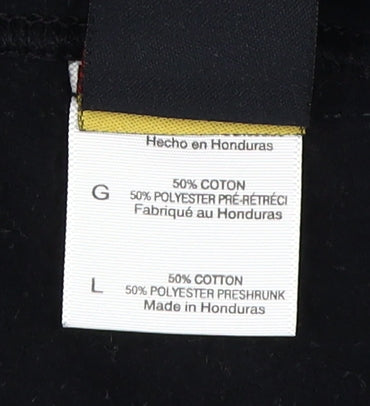 Hecho en Honduras
G
50% COTON
50% POLYESTER PRÉ-RÉTRÉCI
Fabriqué au Honduras
L
50% COTTON
50% POLYESTER PRESHRUNK
Made in Honduras